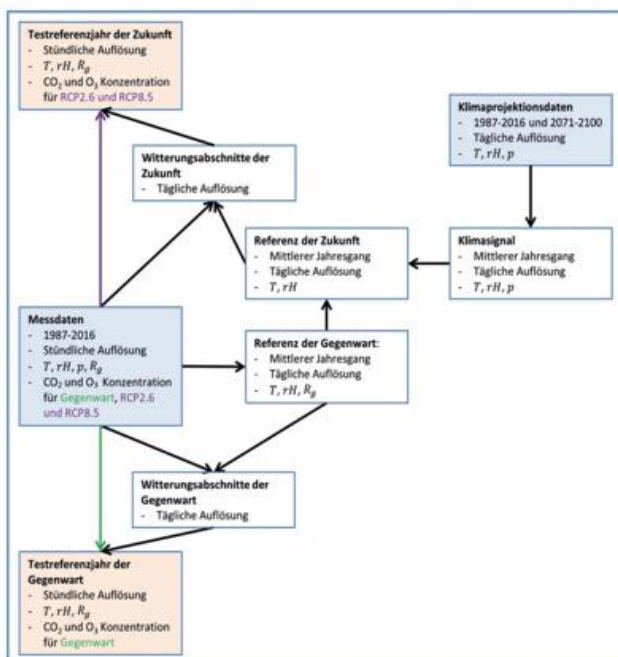 Testreferenzjahr der Zukunft
- Stündliche Auflösung
- T, rH, Rg
- CO₂ und O₃ Konzentration
für RCP2.6 und RCP8.5
Klimaprojektionsdaten
- 1987-2016 und 2071-2100
- Tägliche Auflösung
- T, rH, p
Witterungsabschnitte der
Zukunft
- Tägliche Auflösung
Referenz der Zukunft
- Mittlerer Jahresgang
- Tägliche Auflösung
- T, rH
Klimasignal
- Mittlerer Jahresgang
- Tägliche Auflösung
- T, rH, p
Messdaten
- 1987-2016
- Stündliche Auflösung
- T, rH, p, Rg
- CO₂ und O₃ Konzentration
für Gegenwart, RCP2.6
und RCP8.5
Referenz der Gegenwart:
- Mittlerer Jahresgang
- Tägliche Auflösung
- T, rH, Rg
Witterungsabschnitte der
Gegenwart
- Tägliche Auflösung
Testreferenzjahr der
Gegenwart
- Stündliche Auflösung
- T, rH, Rg
- CO₂ und O₃ Konzentration
für Gegenwart